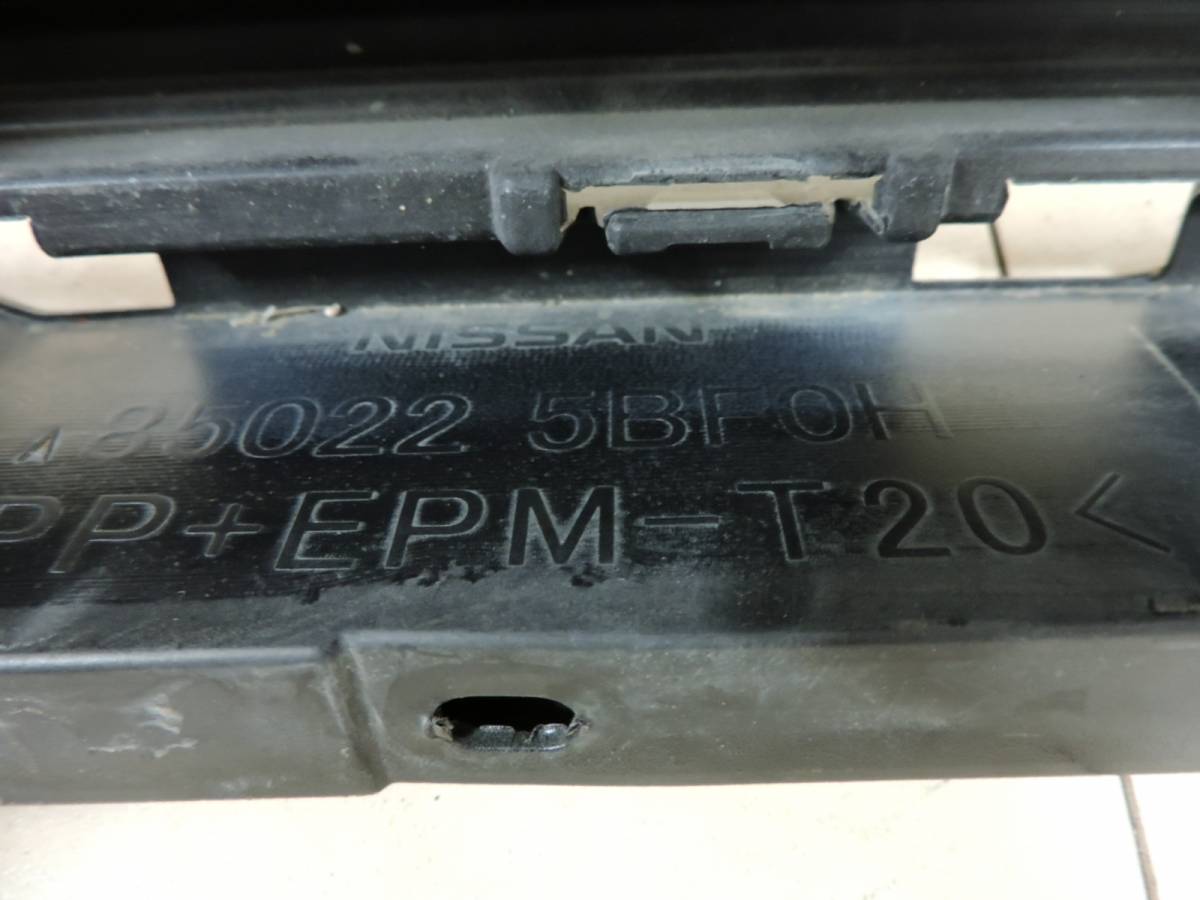 NISSAN
85022 5BF0H
PP+EPM-T20<